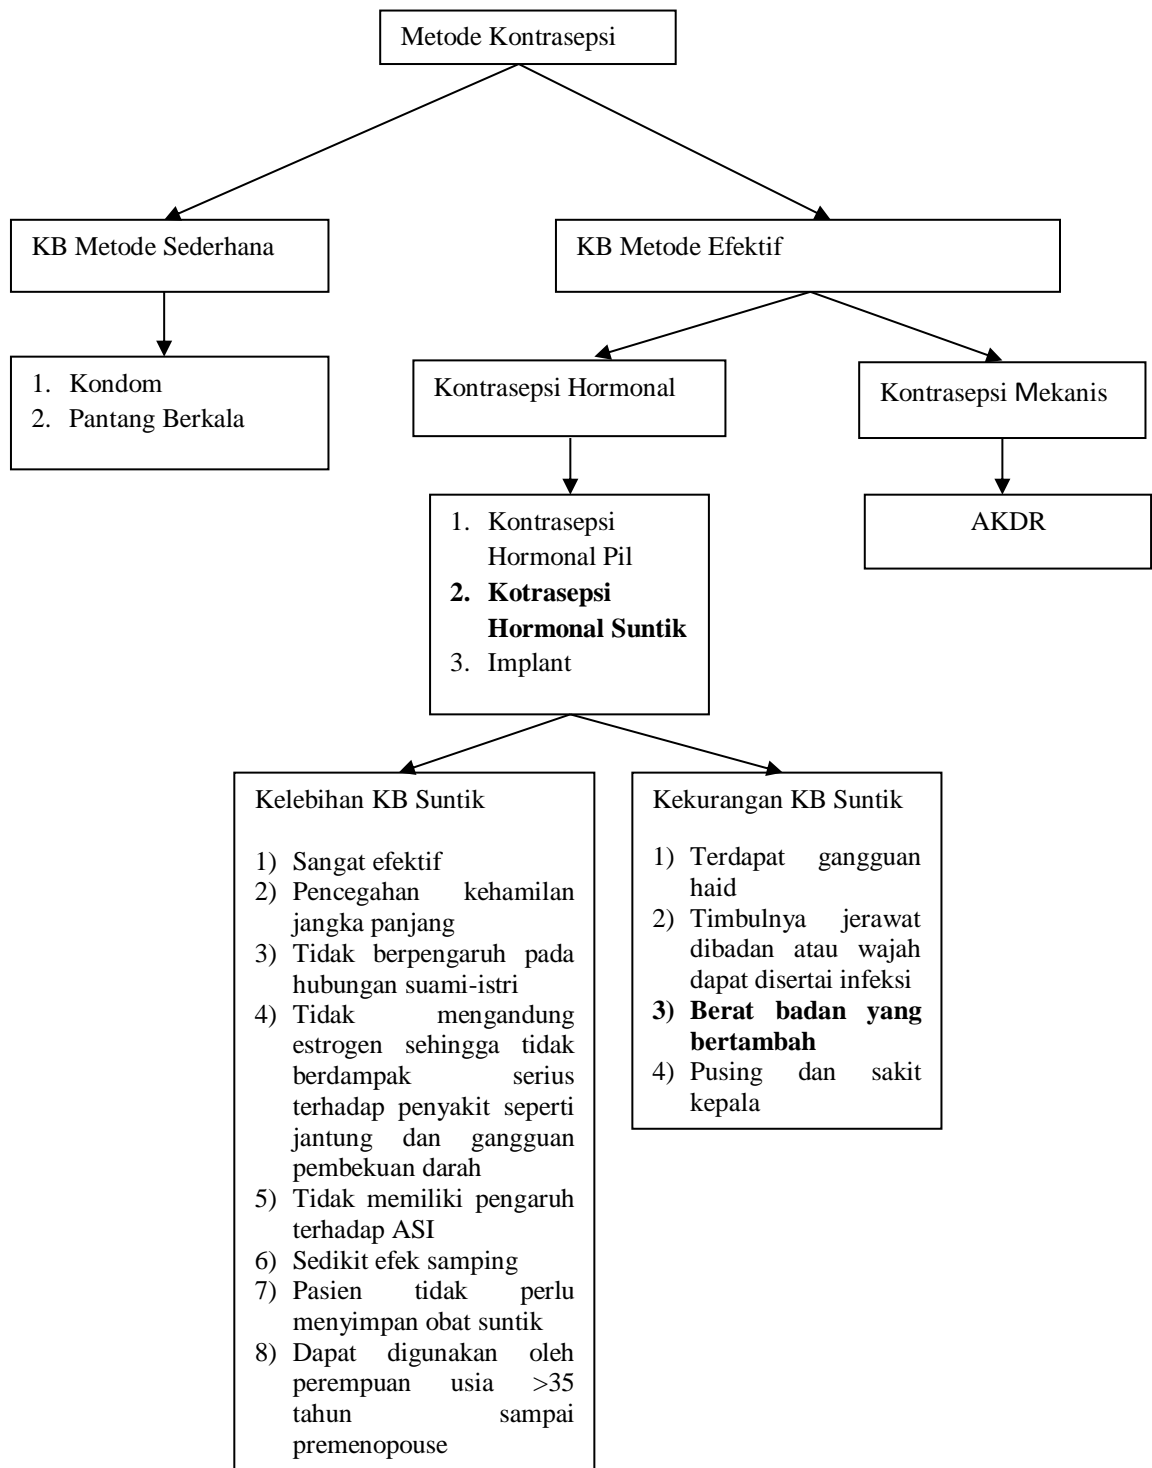 Metode Kontrasepsi
KB Metode Sederhana
KB Metode Efektif
1. Kondom
2. Pantang Berkala
Kontrasepsi Hormonal
Kontrasepsi Mekanis
1. Kontrasepsi
Hormonal Pil
2. Kotrasepsi
Hormonal Suntik
3. Implant
AKDR
Kelebihan KB Suntik
1) Sangat efektif
2) Pencegahan kehamilan
jangka panjang
3) Tidak berpengaruh pada
hubungan suami-istri
4) Tidak mengandung
estrogen sehingga tidak
berdampak serius
terhadap penyakit seperti
jantung dan gangguan
pembekuan darah
5) Tidak memiliki pengaruh
terhadap ASI
6) Sedikit efek samping
7) Pasien tidak perlu
menyimpan obat suntik
8) Dapat digunakan oleh
perempuan usia >35
tahun sampai
premenopouse
Kekurangan KB Suntik
1) Terdapat gangguan
haid
2) Timbulnya jerawat
dibadan atau wajah
dapat disertai infeksi
3) Berat badan yang
bertambah
4) Pusing dan sakit
kepala